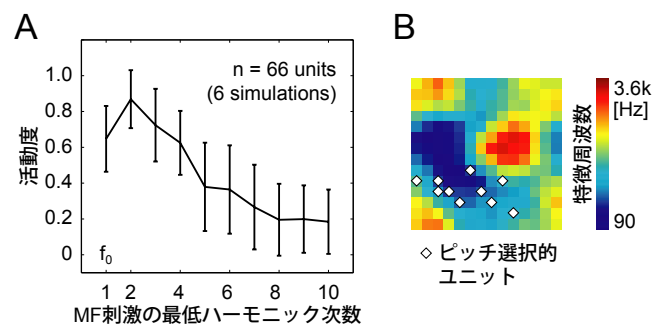 A
n = 66 units
(6 simulations)
活動度
1.0
0.8
0.6
0.4
0.2
0
f0
1 2 4 6 8 10
MF刺激の最低ハーモニック次数
B
3.6k
[Hz]
特徴周波数
90
◇ ピッチ選択的
ユニット